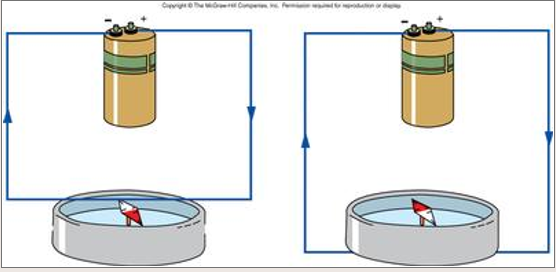 Copyright © The McGraw-Hill Companies, Inc. Permission required for reproduction or display.
- +
- +